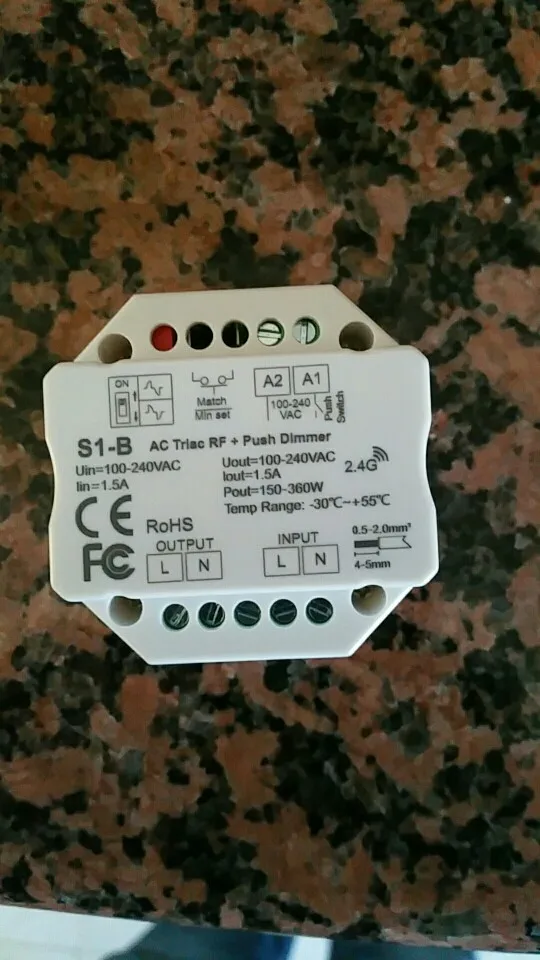 ON
Match
Min set
A2 A1
100-240
VAC
Push
Switch
S1-B AC Triac RF + Push Dimmer
Uin=100-240VAC
Iin=1.5A
Uout=100-240VAC
Iout=1.5A
Pout=150-360W
Temp Range: -30℃~+55℃
2.4G
CE
RoHS
FC
OUTPUT
L N
INPUT
L N
0.5-2.0mm²
4-5mm